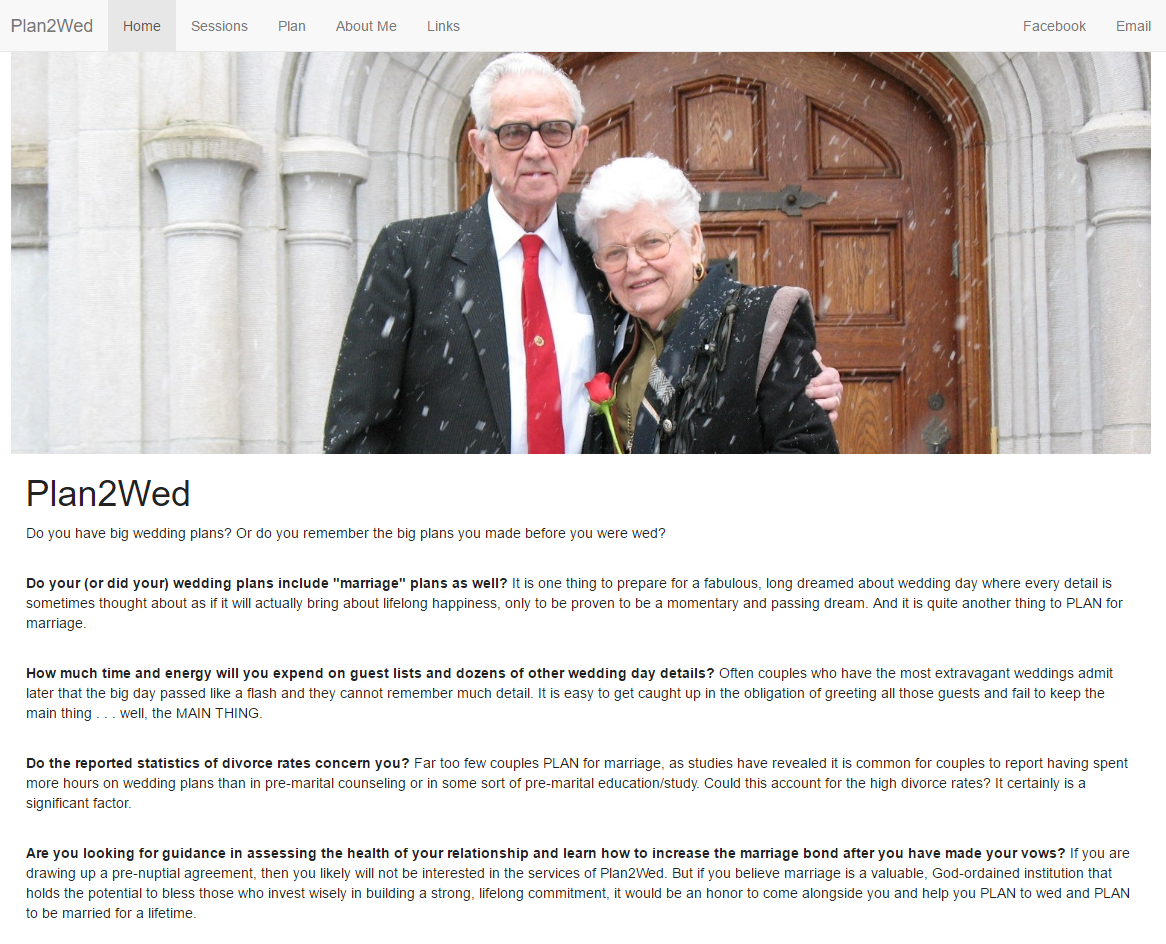 Plan2Wed Home Sessions Plan About Me Links Facebook Email
Plan2Wed
Do you have big wedding plans? Or do you remember the big plans you made before you were wed?
Do your (or did your) wedding plans include "marriage" plans as well? It is one thing to prepare for a fabulous, long dreamed about wedding day where every detail is
sometimes thought about as if it will actually bring about lifelong happiness, only to be proven to be a momentary and passing dream. And it is quite another thing to PLAN for
marriage.
How much time and energy will you expend on guest lists and dozens of other wedding day details? Often couples who have the most extravagant weddings admit
later that the big day passed like a flash and they cannot remember much detail. It is easy to get caught up in the obligation of greeting all those guests and fail to keep the
main thing . . . well, the MAIN THING.
Do the reported statistics of divorce rates concern you? Far too few couples PLAN for marriage, as studies have revealed it is common for couples to report having spent
more hours on wedding plans than in pre-marital counseling or in some sort of pre-marital education/study. Could this account for the high divorce rates? It certainly is a
significant factor.
Are you looking for guidance in assessing the health of your relationship and learn how to increase the marriage bond after you have made your vows? If you are
drawing up a pre-nuptial agreement, then you likely will not be interested in the services of Plan2Wed. But if you believe marriage is a valuable, God-ordained institution that
holds the potential to bless those who invest wisely in building a strong, lifelong commitment, it would be an honor to come alongside you and help you PLAN to wed and PLAN
to be married for a lifetime.